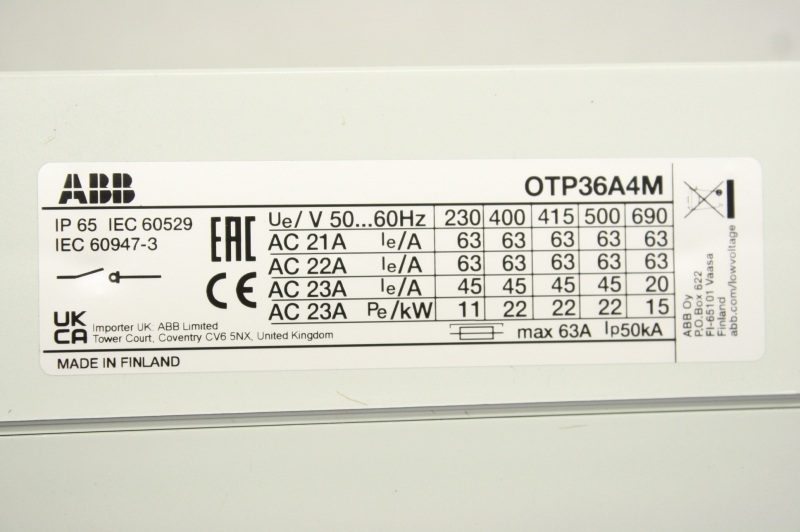 ABB
OTP36A4M
IP 65 IEC 60529
IEC 60947-3
EAC
CE
Ue/ V 50...60Hz 230 400 415 500 690
AC 21A Ie/A 63 63 63 63 63
AC 22A Ie/A 63 63 63 63 63
AC 23A Ie/A 45 45 45 45 20
AC 23A Pe/kW 11 22 22 22 15
max 63A Ip50kA
UK
CA
Importer UK, ABB Limited
Tower Court, Coventry CV6 5NX, United Kingdom
MADE IN FINLAND
ABB Oy
P.O.Box 622
FI-65101 Vaasa
Finland
abb.com/lowvoltage